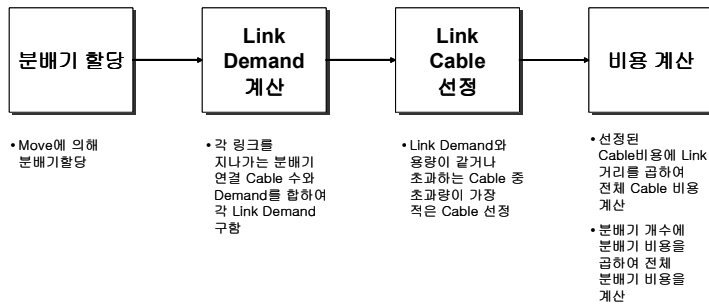 분배기 할당
Link
Demand
계산
Link
Cable
선정
비용 계산
• Move에 의해
분배기할당
• 각 링크를
지나가는 분배기
연결 Cable 수와
Demand를 합하여
각 Link Demand
구함
• Link Demand와
용량이 같거나
초과하는 Cable 중
초과량이 가장
적은 Cable 선정
• 선정된
Cable비용에 Link
거리를 곱하여
전체 Cable 비용
계산
• 분배기 개수에
분배기 비용을
곱하여 전체
분배기 비용을
계산